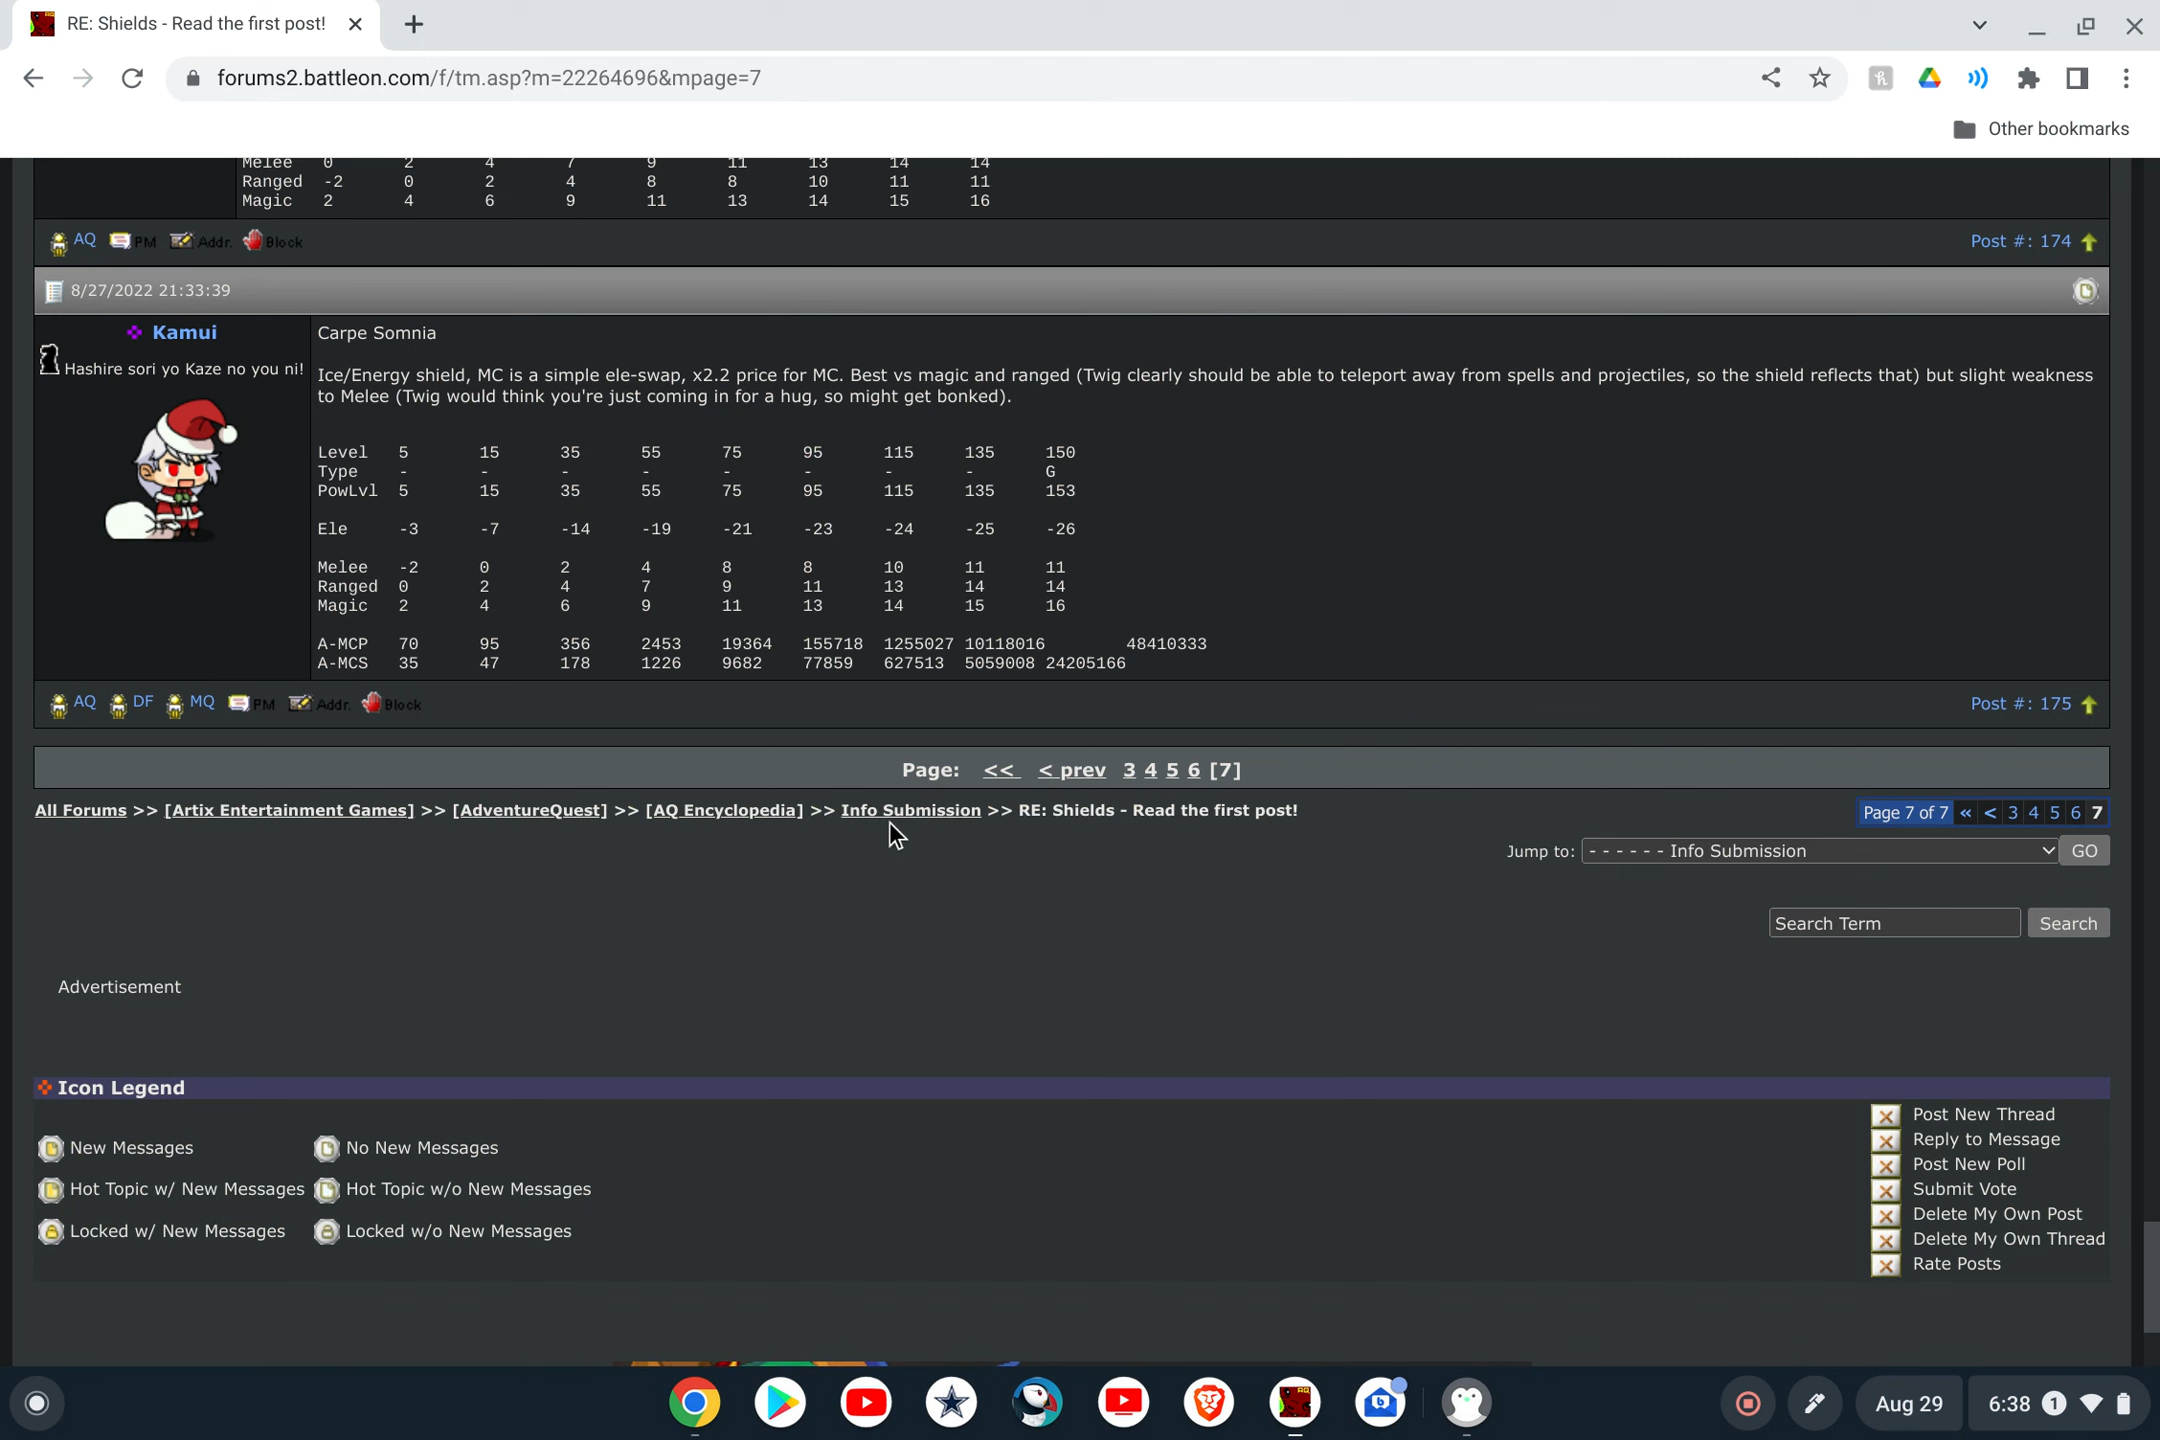 RE: Shields - Read the first post!
forums2.battleon.com/f/tm.asp?m=22264696&mpage=7
Other bookmarks
Melee 0 2 4 7 9 11 13 14 14
Ranged -2 0 2 4 8 8 10 11 11
Magic 2 4 6 9 11 13 14 15 16
AQ PM Addr. Block Post #: 174
8/27/2022 21:33:39
Kamui
Hashire sori yo Kaze no you ni!
Carpe Somnia
Ice/Energy shield, MC is a simple ele-swap, x2.2 price for MC. Best vs magic and ranged (Twig clearly should be able to teleport away from spells and projectiles, so the shield reflects that) but slight weakness
to Melee (Twig would think you're just coming in for a hug, so might get bonked).
Level 5 15 35 55 75 95 115 135 150
Type - - - - - - - - G
PowLvl 5 15 35 55 75 95 115 135 153
Ele -3 -7 -14 -19 -21 -23 -24 -25 -26
Melee -2 0 2 4 8 8 10 11 11
Ranged 0 2 4 7 9 11 13 14 14
Magic 2 4 6 9 11 13 14 15 16
A-MCP 70 95 356 2453 19364 155718 1255027 10118016 48410333
A-MCS 35 47 178 1226 9682 77859 627513 5059008 24205166
AQ DF MQ PM Addr. Block Post #: 175
Page: << < prev 3 4 5 6 [7]
All Forums >> [Artix Entertainment Games] >> [AdventureQuest] >> [AQ Encyclopedia] >> Info Submission >> RE: Shields - Read the first post!
Page 7 of 7 « < 3 4 5 6 7
Jump to: - - - - - - Info Submission GO
Search Term Search
Advertisement
Icon Legend
New Messages No New Messages
Hot Topic w/ New Messages Hot Topic w/o New Messages
Locked w/ New Messages Locked w/o New Messages
Post New Thread
Reply to Message
Post New Poll
Submit Vote
Delete My Own Post
Delete My Own Thread
Rate Posts
Aug 29 6:38 1